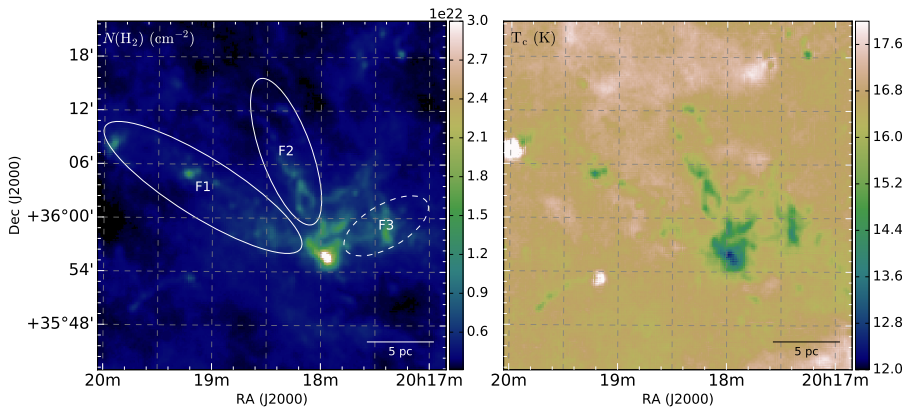 1e22
N(H₂) (cm⁻²)
T_c (K)
18'
12'
06'
+36°00'
54'
+35°48'
Dec (J2000)
F1
F2
F3
5 pc
3.0
2.7
2.4
2.1
1.8
1.5
1.2
0.9
0.6
20m 19m 18m 20h17m
RA (J2000)
5 pc
17.6
16.8
16.0
15.2
14.4
13.6
12.8
12.0
20m 19m 18m 20h17m
RA (J2000)